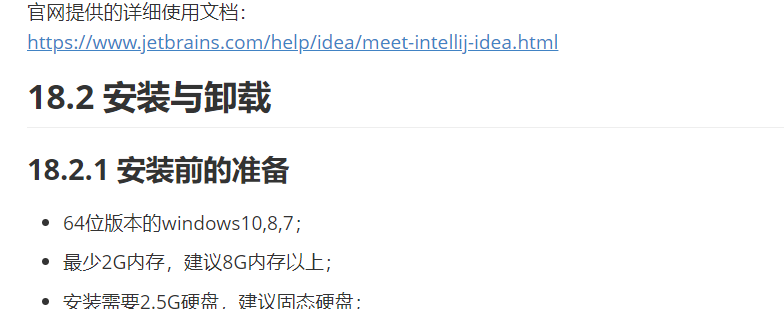 官网提供的详细使用文档：
https://www.jetbrains.com/help/idea/meet-intellij-idea.html
18.2 安装与卸载
18.2.1 安装前的准备
64位版本的windows10,8,7；
最少2G内存，建议8G内存以上；
安装需要2.5G硬盘，建议固态硬盘；